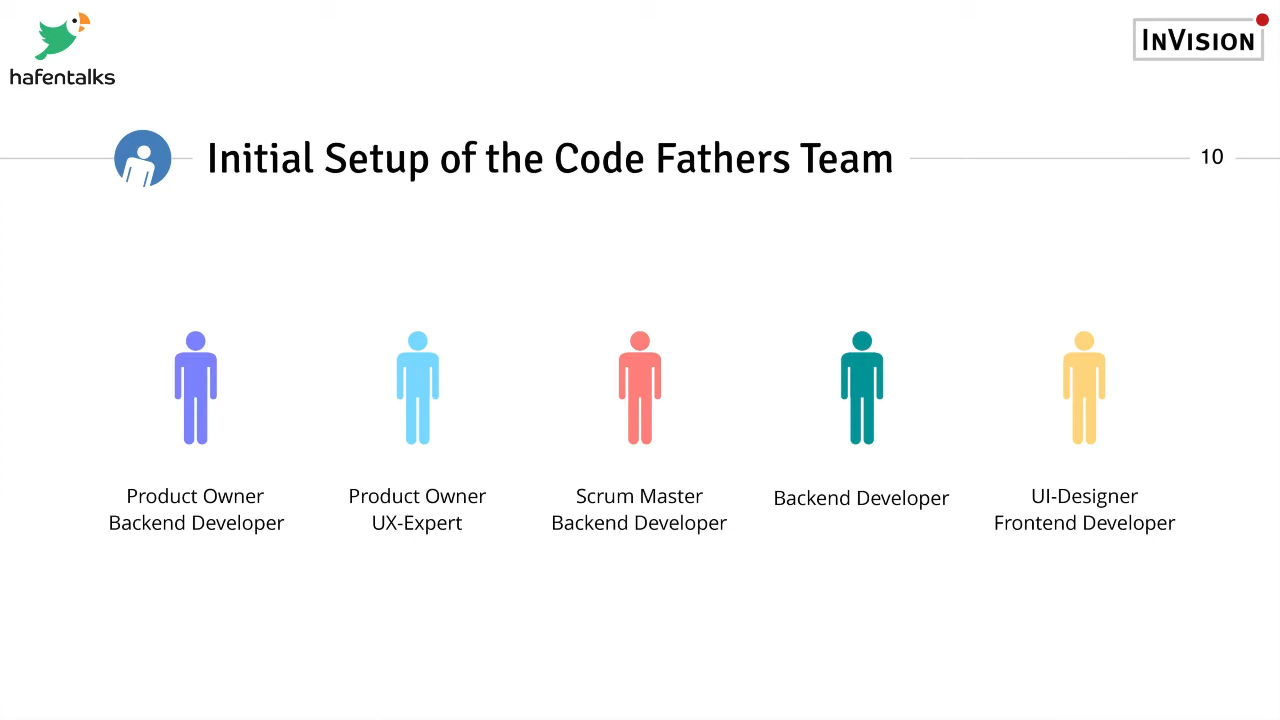 hafentalks
INVISION
Initial Setup of the Code Fathers Team
10
Product Owner
Backend Developer
Product Owner
UX-Expert
Scrum Master
Backend Developer
Backend Developer
UI-Designer
Frontend Developer